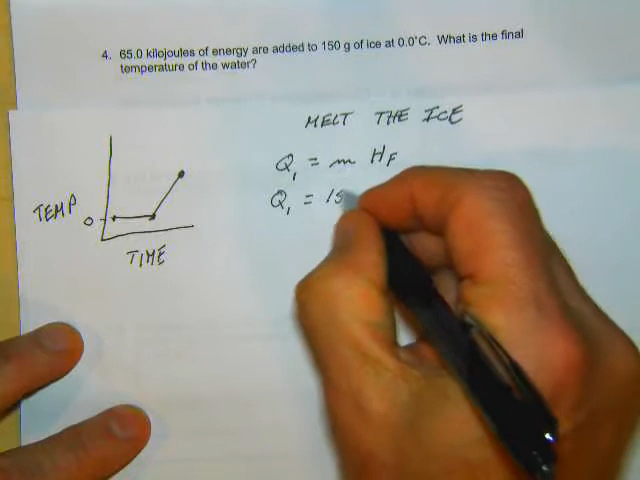 4. 65.0 kilojoules of energy are added to 150 g of ice at 0.0°C. What is the final
temperature of the water?
MELT THE ICE
Q₁ = m HF
Q₁ = 15
TEMP
0
TIME